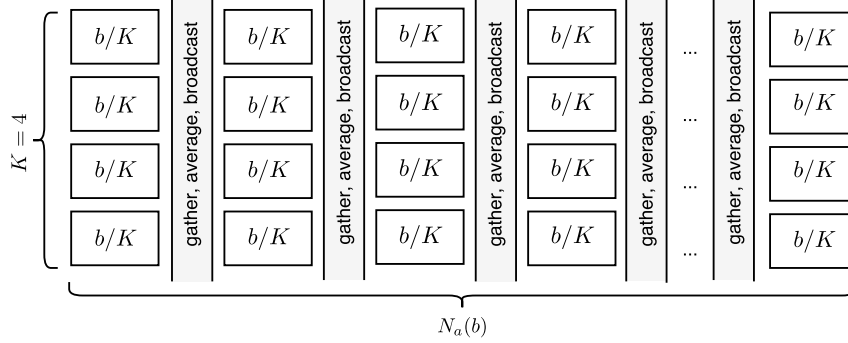 K = 4
b/K b/K b/K b/K ... b/K
b/K b/K b/K b/K ... b/K
b/K b/K b/K b/K ... b/K
b/K b/K b/K b/K ... b/K
gather, average, broadcast
gather, average, broadcast
gather, average, broadcast
gather, average, broadcast
gather, average, broadcast
N_a(b)